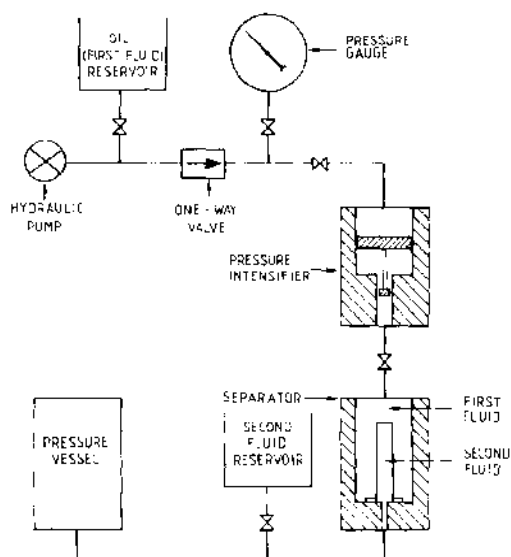 OIL
(FIRST FLUID)
RESERVOIR
PRESSURE
GAUGE
HYDRAULIC
PUMP
ONE-WAY
VALVE
PRESSURE
INTENSIFIER
SEPARATOR
FIRST
FLUID
SECOND
FLUID
RESERVOIR
PRESSURE
VESSEL
SECOND
FLUID